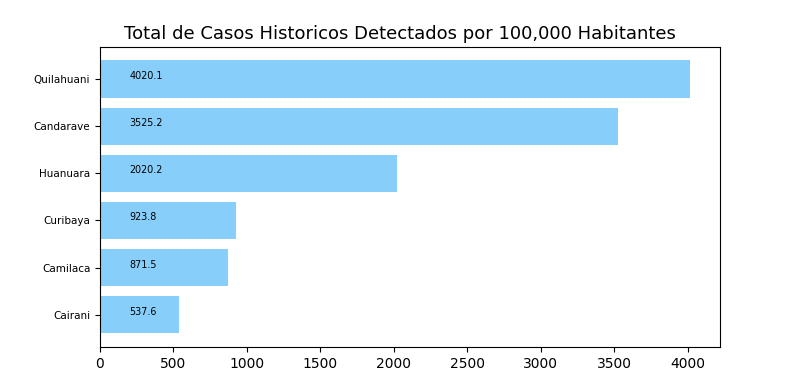 Total de Casos Historicos Detectados por 100,000 Habitantes
Quilahuani 4020.1
Candarave 3525.2
Huanuara 2020.2
Curibaya 923.8
Camilaca 871.5
Cairani 537.6
0 500 1000 1500 2000 2500 3000 3500 4000